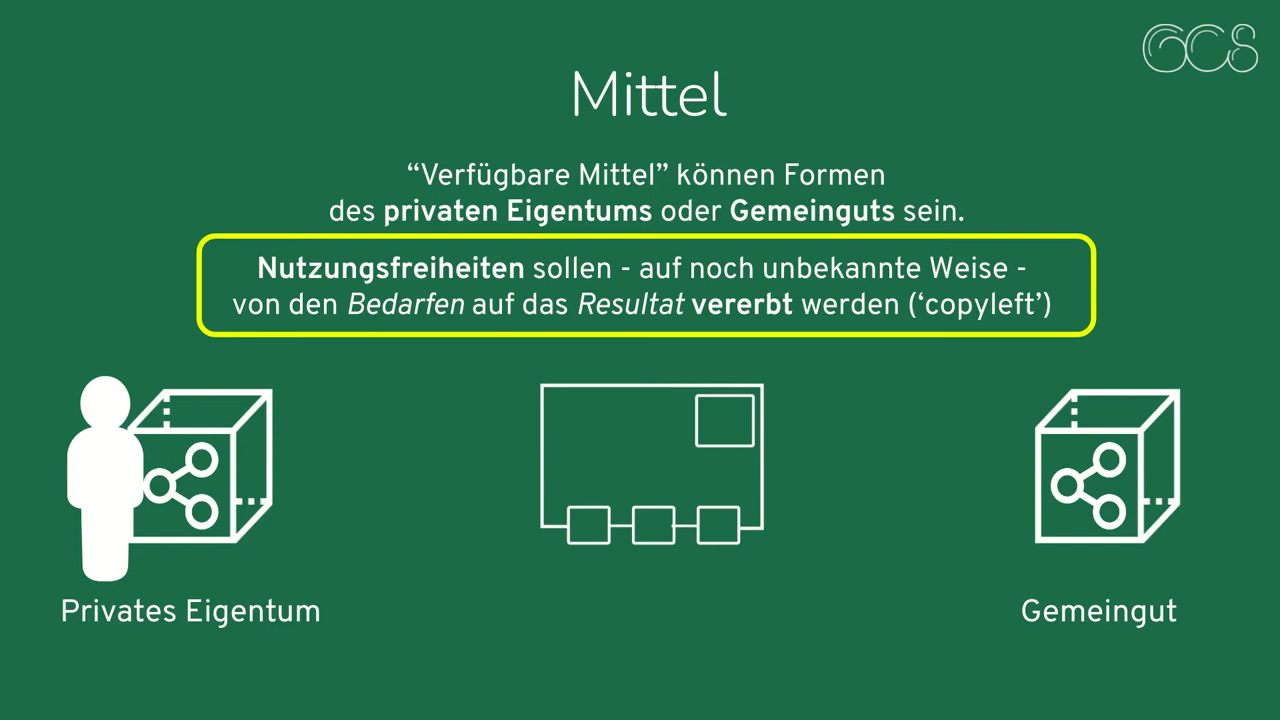 GCS
Mittel
“Verfügbare Mittel” können Formen
des privaten Eigentums oder Gemeinguts sein.
Nutzungsfreiheiten sollen - auf noch unbekannte Weise -
von den Bedarfen auf das Resultat vererbt werden (‘copyleft’)
Privates Eigentum
Gemeingut